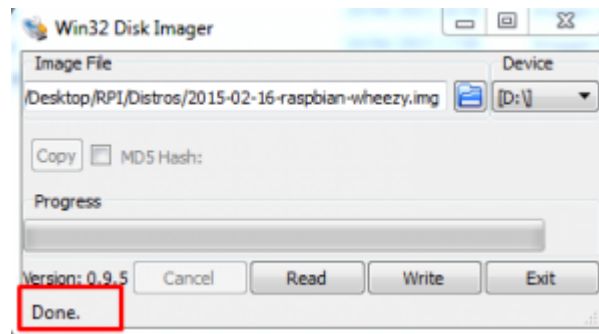 Win32 Disk Imager
Image File Device
/Desktop/RPI/Distros/2015-02-16-raspbian-wheezy.img [D:\]
Copy MD5 Hash:
Progress
Version: 0.9.5 Cancel Read Write Exit
Done.